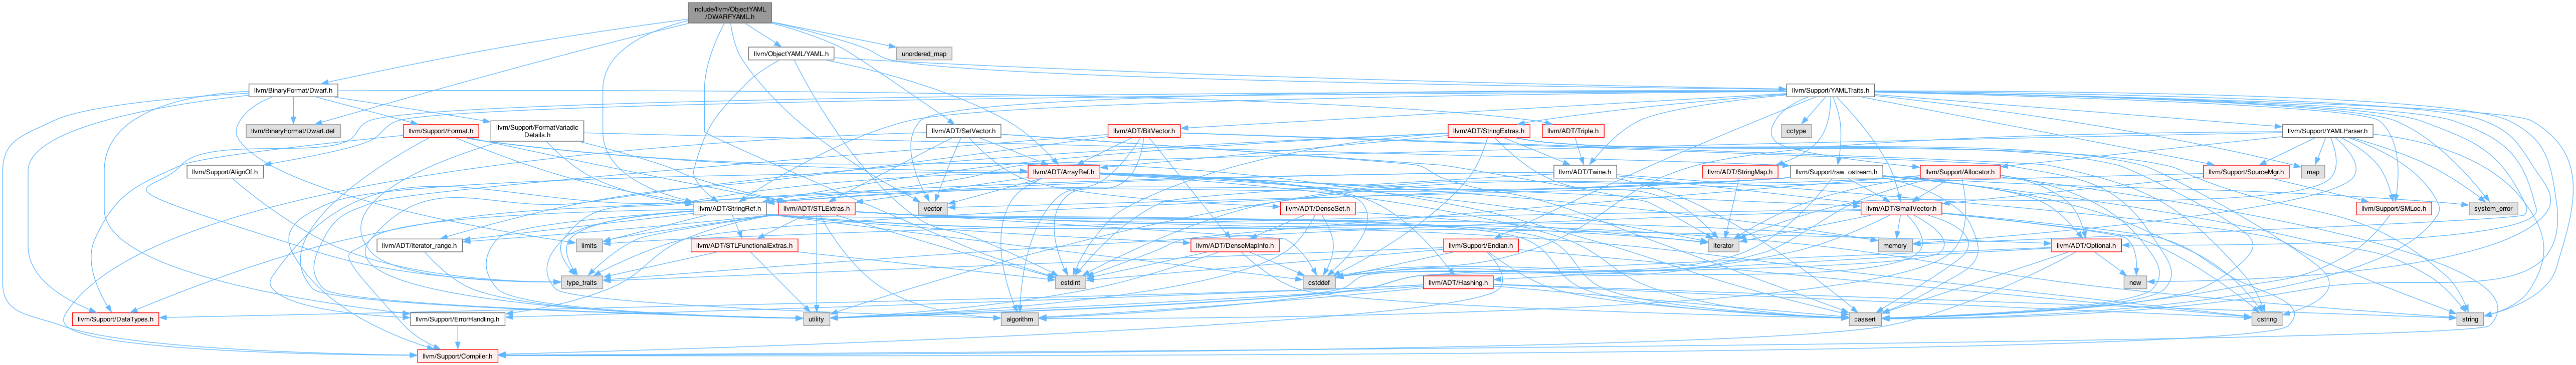 include/llvm/ObjectYAML
/DWARFYAML.h
llvm/ObjectYAML/YAML.h
unordered_map
llvm/BinaryFormat/Dwarf.h
llvm/Support/YAMLTraits.h
llvm/BinaryFormat/Dwarf.def
llvm/Support/Format.h
llvm/Support/FormatVariadic
Details.h
llvm/ADT/SetVector.h
llvm/ADT/BitVector.h
llvm/ADT/StringExtras.h
llvm/ADT/Triple.h
cctype
llvm/Support/YAMLParser.h
llvm/Support/AlignOf.h
llvm/ADT/ArrayRef.h
llvm/ADT/Twine.h
llvm/ADT/StringMap.h
llvm/Support/raw_ostream.h
llvm/Support/Allocator.h
llvm/Support/SourceMgr.h
map
llvm/ADT/StringRef.h
llvm/ADT/STLExtras.h
vector
llvm/ADT/DenseSet.h
llvm/ADT/SmallVector.h
llvm/Support/SMLoc.h
system_error
llvm/ADT/iterator_range.h
limits
llvm/ADT/STLFunctionalExtras.h
llvm/ADT/DenseMapInfo.h
llvm/Support/Endian.h
iterator
memory
llvm/ADT/Optional.h
type_traits
cstdint
cstddef
llvm/ADT/Hashing.h
new
llvm/Support/DataTypes.h
llvm/Support/ErrorHandling.h
utility
algorithm
cassert
cstring
string
llvm/Support/Compiler.h